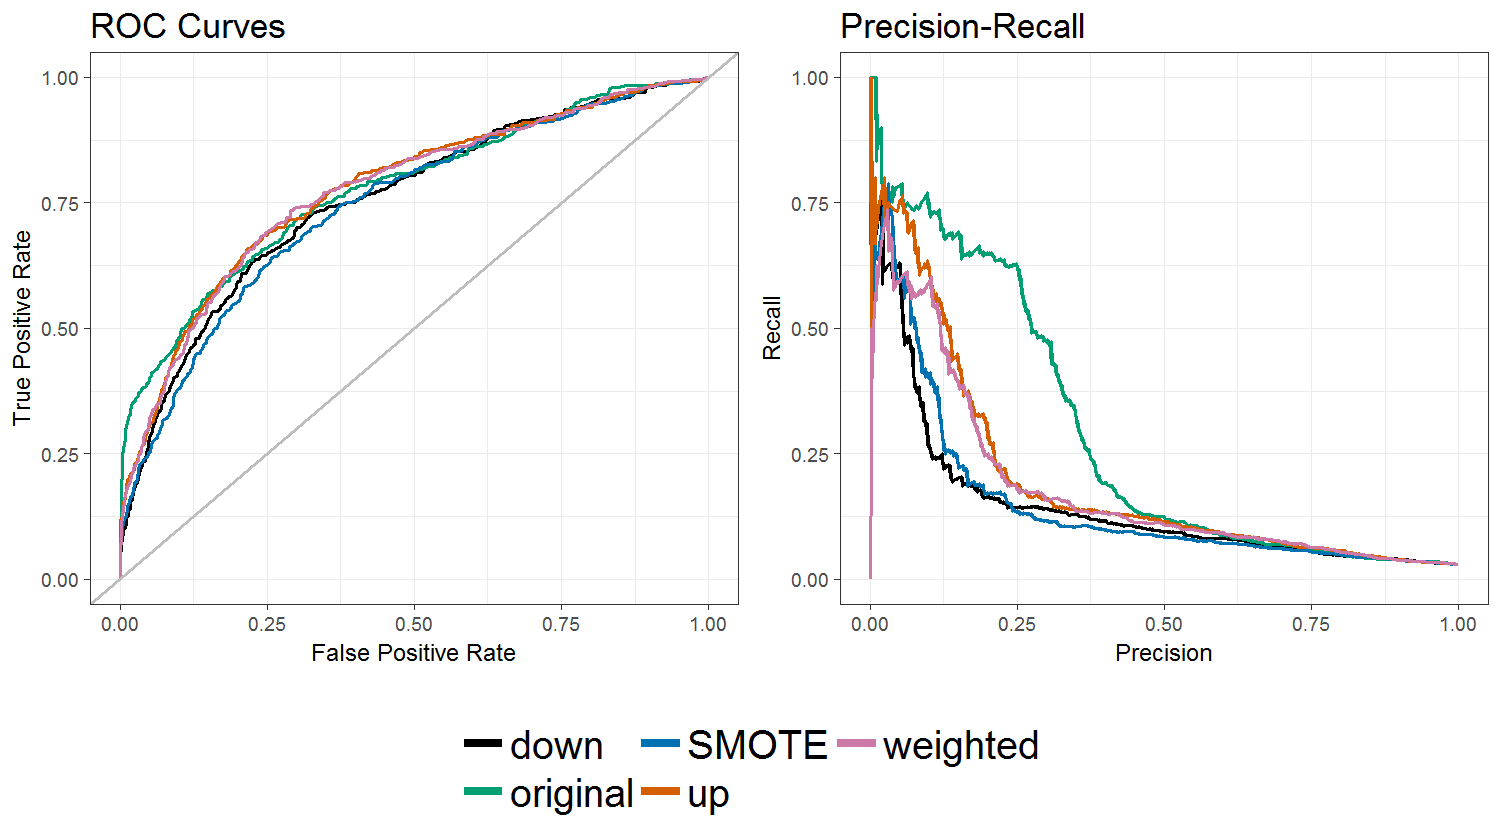 ROC Curves
1.00
0.75
0.50
0.25
0.00
True Positive Rate
0.00 0.25 0.50 0.75 1.00
False Positive Rate
Precision-Recall
1.00
0.75
0.50
0.25
0.00
Recall
0.00 0.25 0.50 0.75 1.00
Precision
down SMOTE weighted
original up